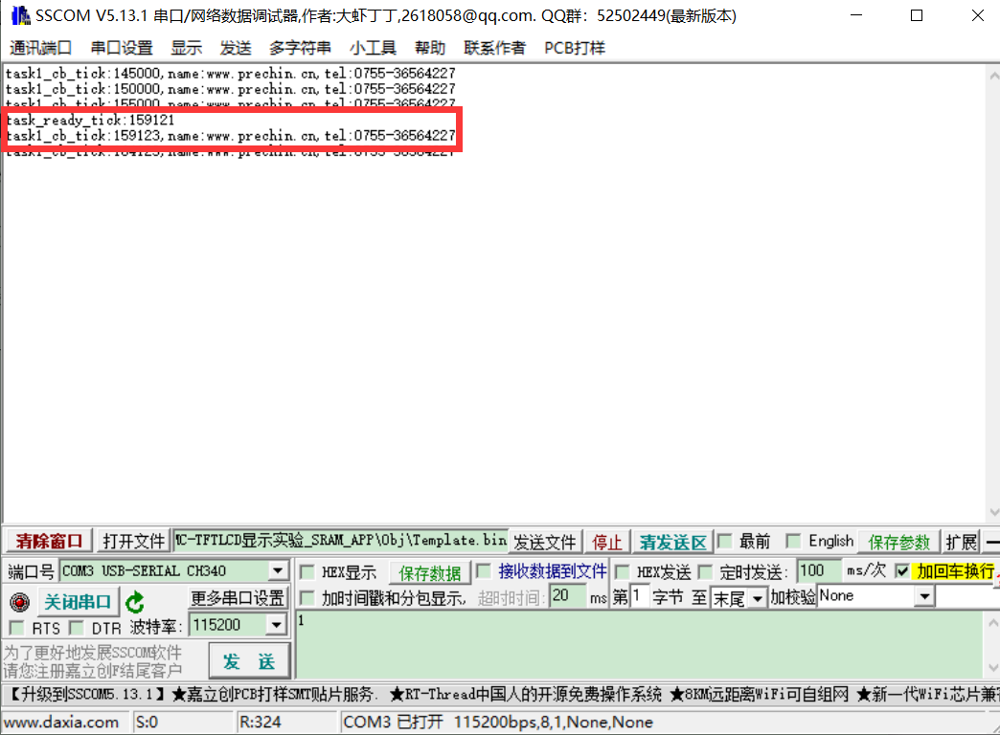 SSCOM V5.13.1 串口/网络数据调试器,作者:大虾丁丁,2618058@qq.com. QQ群：52502449(最新版本)
通讯端口 串口设置 显示 发送 多字符串 小工具 帮助 联系作者 PCB打样
task1_cb_tick:145000,name:www.prechin.cn,tel:0755-36564227
task1_cb_tick:150000,name:www.prechin.cn,tel:0755-36564227
task1_cb_tick:155000,name:www.prechin.cn,tel:0755-36564227
task_ready_tick:159121
task1_cb_tick:159123,name:www.prechin.cn,tel:0755-36564227
task1_cb_tick:164123,name:www.prechin.cn,tel:0755-36564227
清除窗口 打开文件 C-TFTLCD显示实验_SRAM_APP\Obj\Template.bin 发送文件 停止 清发送区 最前 English 保存参数 扩展
端口号 COM3 USB-SERIAL CH340 HEX显示 保存数据 接收数据到文件 HEX发送 定时发送: 100 ms/次 加回车换行
关闭串口 更多串口设置 加时间戳和分包显示, 超时时间: 20 ms 第 1 字节 至 末尾 加校验 None
RTS DTR 波特率: 115200 1
为了更好地发展SSCOM软件
请您注册嘉立创F结尾客户
发 送
【升级到SSCOM5.13.1】★嘉立创PCB打样SMT贴片服务. ★RT-Thread中国人的开源免费操作系统 ★8KM远距离WiFi可自组网 ★新一代WiFi芯片兼容
www.daxia.com S:0 R:324 COM3 已打开 115200bps,8,1,None,None